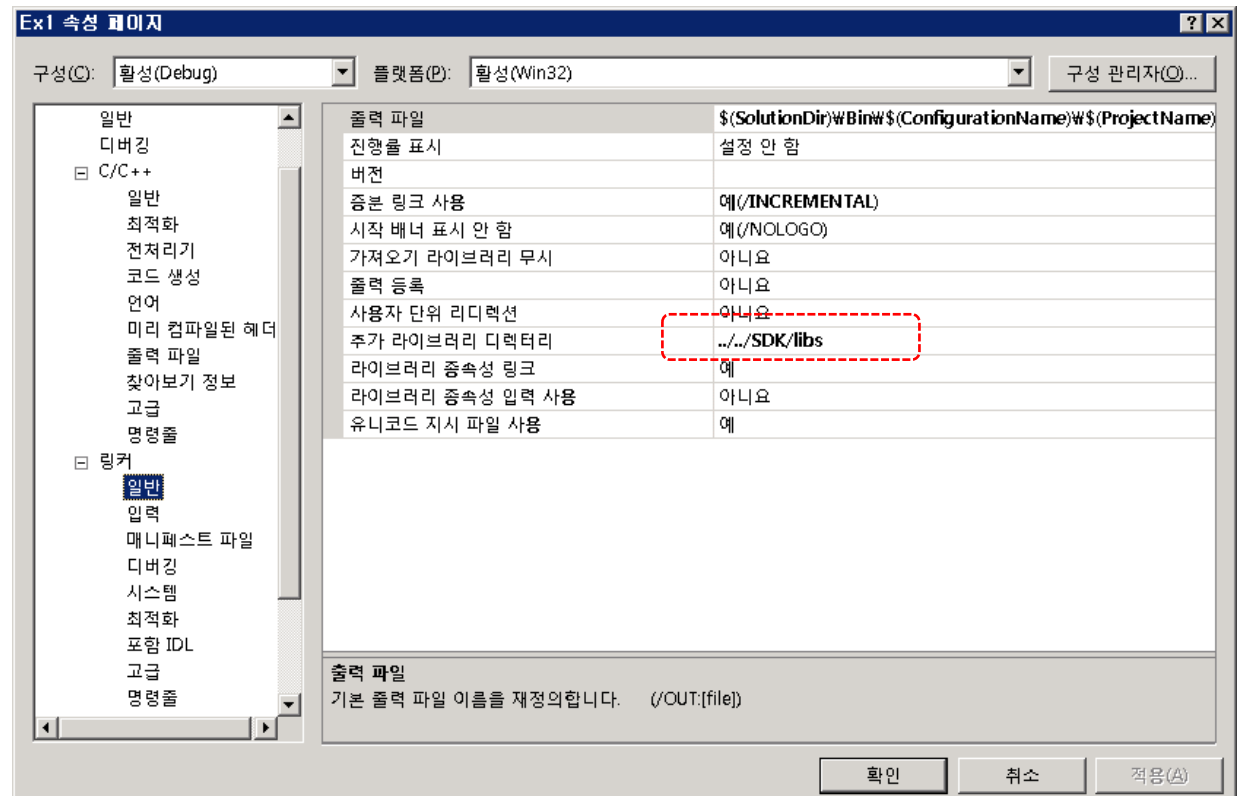 Ex1 속성 페이지
구성(C): 활성(Debug) 플랫폼(P): 활성(Win32) 구성 관리자(O)...
일반
디버깅
C/C++
일반
최적화
전처리기
코드 생성
언어
미리 컴파일된 헤더
출력 파일
찾아보기 정보
고급
명령줄
링커
일반
입력
매니페스트 파일
디버깅
시스템
최적화
포함 IDL
고급
명령줄
출력 파일 $(SolutionDir)₩Bin₩$(ConfigurationName)₩$(ProjectName)
진행률 표시 설정 안 함
버전
증분 링크 사용 예(/INCREMENTAL)
시작 배너 표시 안 함 예(/NOLOGO)
가져오기 라이브러리 무시 아니요
출력 등록 아니요
사용자 단위 리디렉션 아니요
추가 라이브러리 디렉터리 ../../SDK/libs
라이브러리 종속성 링크 예
라이브러리 종속성 입력 사용 아니요
유니코드 지시 파일 사용 예
출력 파일
기본 출력 파일 이름을 재정의합니다. (/OUT:[file])
확인 취소 적용(A)